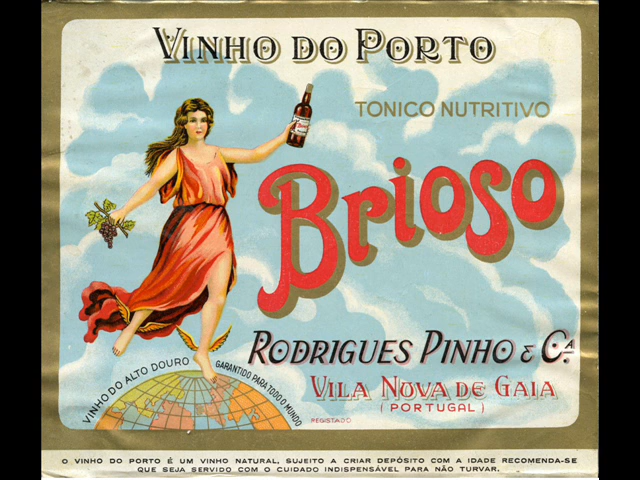 VINHO DO PORTO
TONICO NUTRITIVO
Brioso
RODRIGUES PINHO & Cª.
VILA NOVA DE GAIA
(PORTUGAL)
VINHO DO ALTO DOURO
GARANTIDO PARA TODO O MUNDO
REGISTADO
O VINHO DO PORTO É UM VINHO NATURAL, SUJEITO A CRIAR DEPÓSITO COM A IDADE RECOMENDA-SE
QUE SEJA SERVIDO COM O CUIDADO INDISPENSÁVEL PARA NÃO TURVAR.